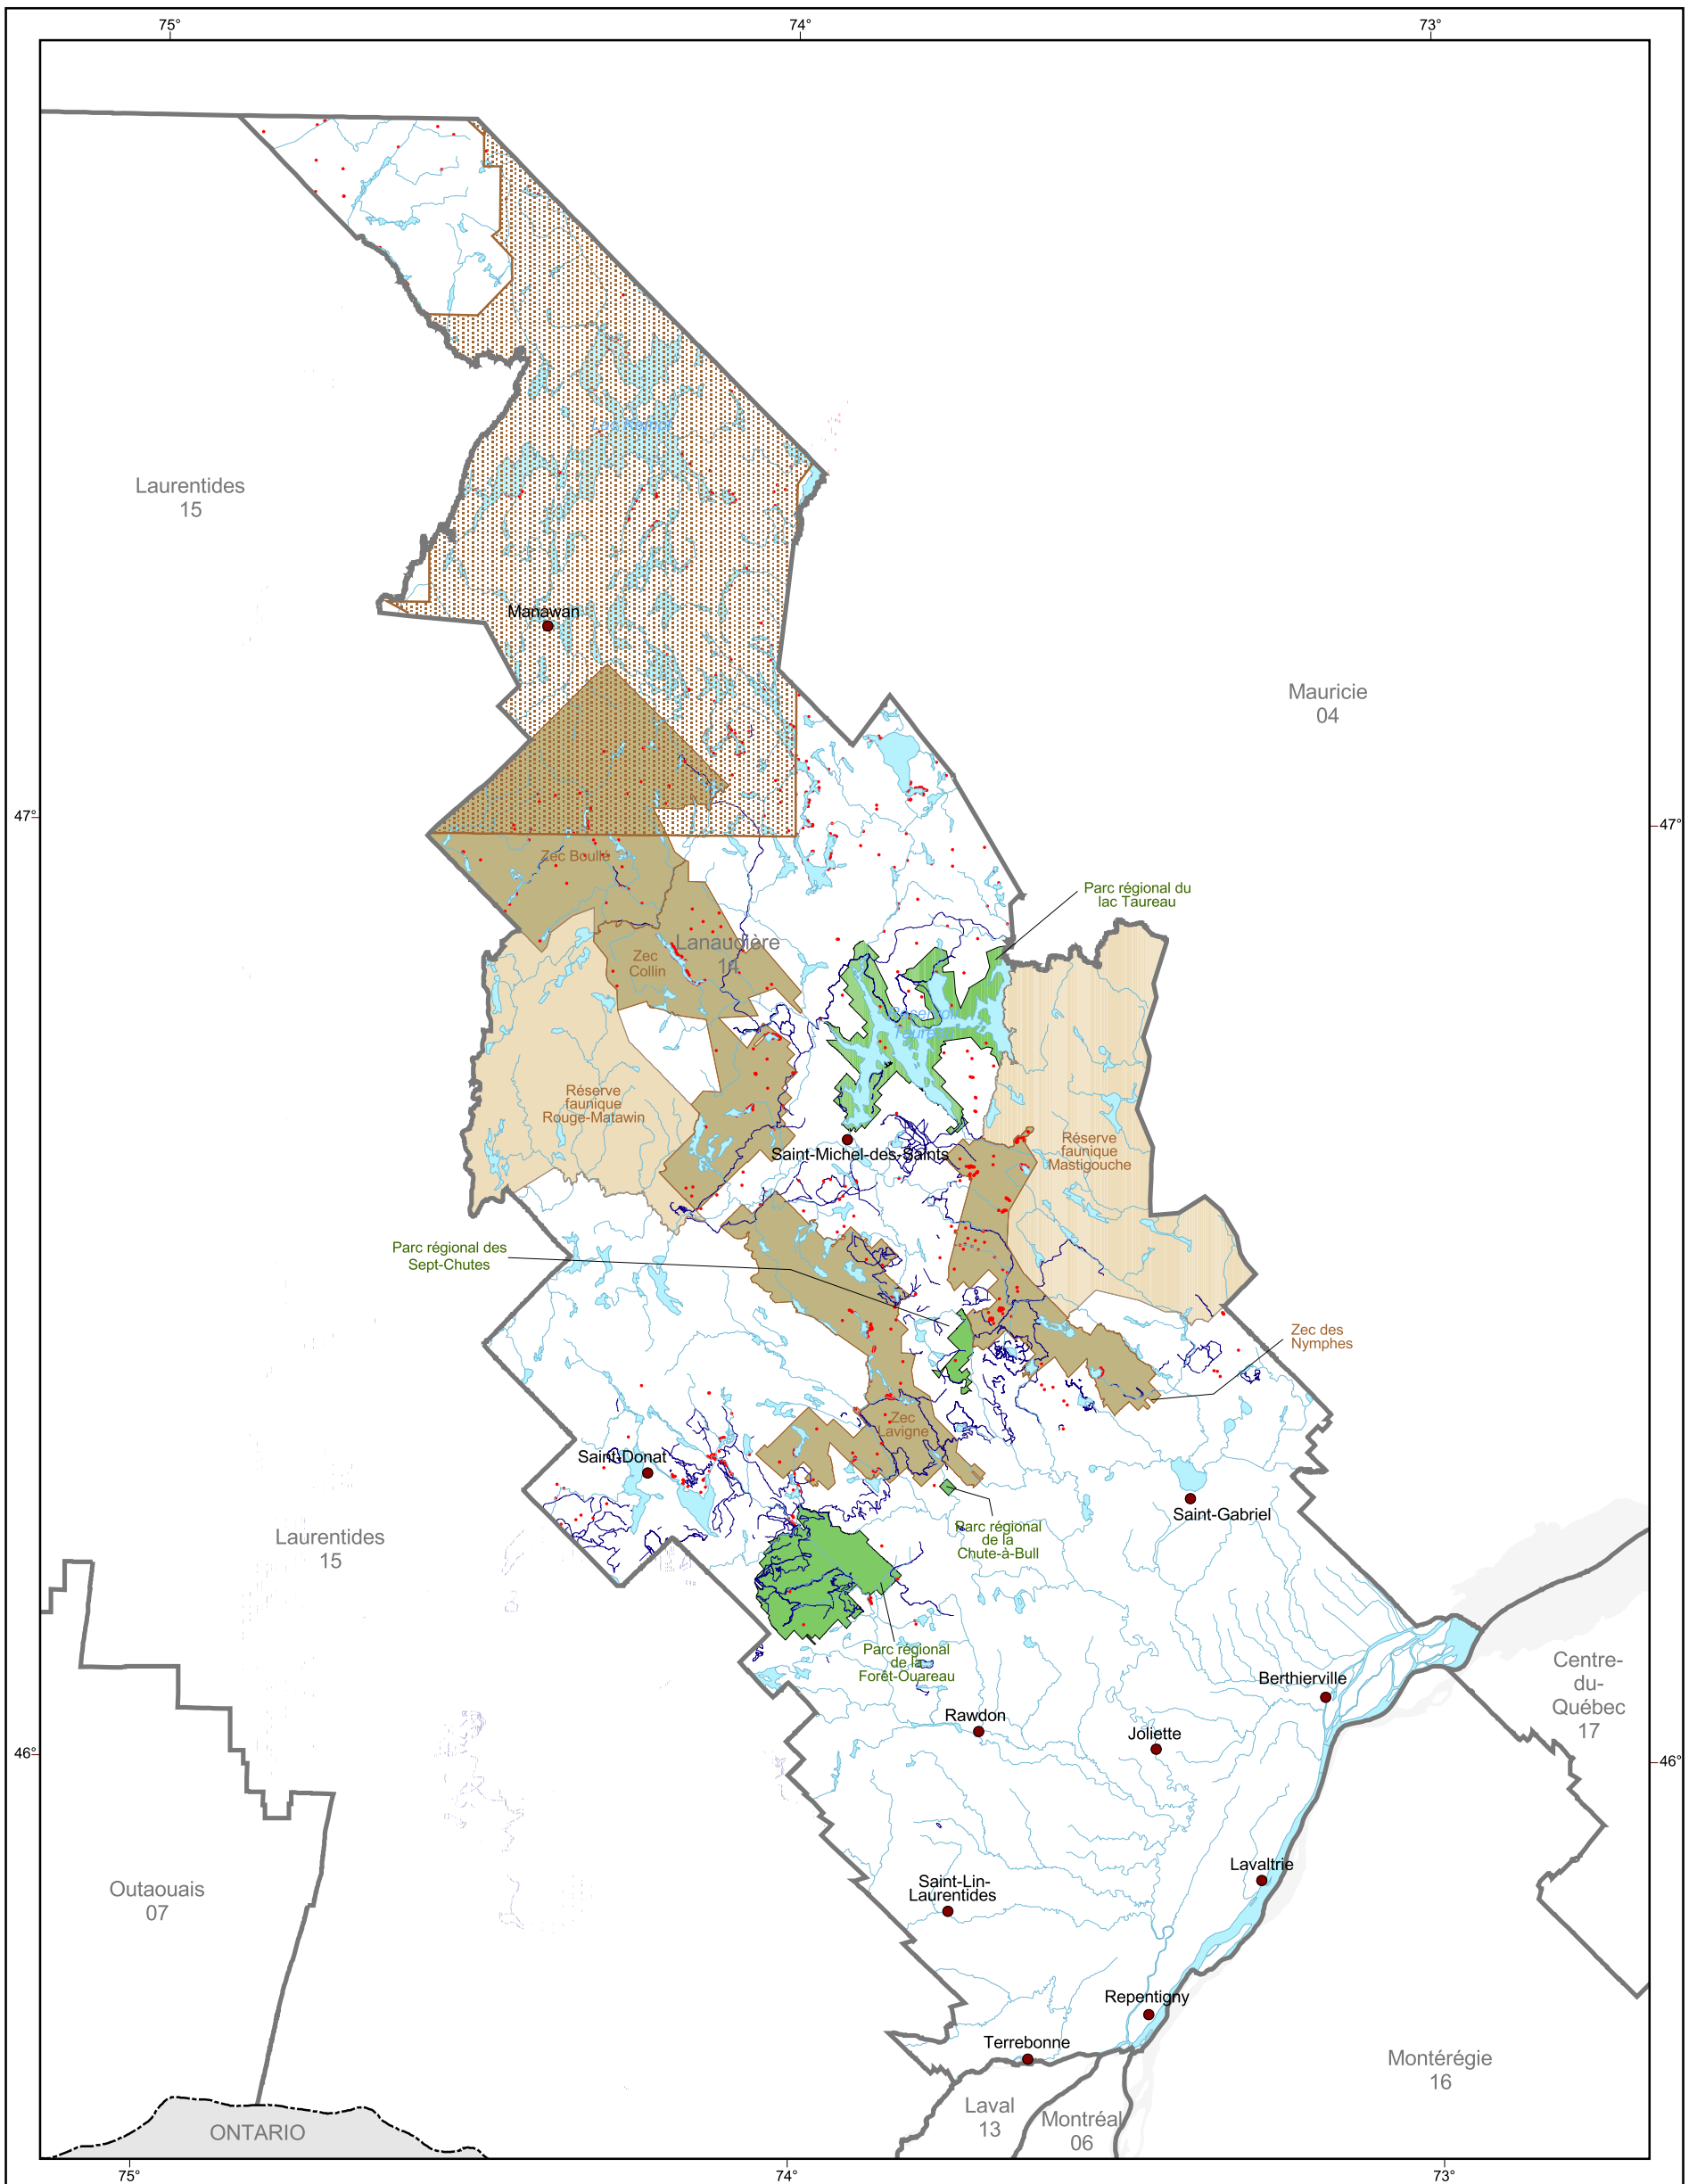 75°
74°
73°
Laurentides
15
Lac Kempt
Manawan
Mauricie
04
47°
47°
Zec Boullé
Parc régional du
lac Taureau
Lanaudière
14
Zec
Collin
Réservoir
Taureau
Réserve
faunique
Rouge-Matawin
Saint-Michel-des-Saints
Réserve
faunique
Mastigouche
Parc régional des
Sept-Chutes
Zec des
Nymphes
Zec
Lavigne
Saint-Donat
Saint-Gabriel
Parc régional
de la
Chute-à-Bull
Laurentides
15
Parc régional
de la
Forêt-Ouareau
Berthierville
Centre-
du-
Québec
17
Rawdon
Joliette
46°
46°
Lavaltrie
Saint-Lin-
Laurentides
Outaouais
07
Repentigny
Terrebonne
Montérégie
16
Laval
13
Montréal
06
ONTARIO
75°
74°
73°